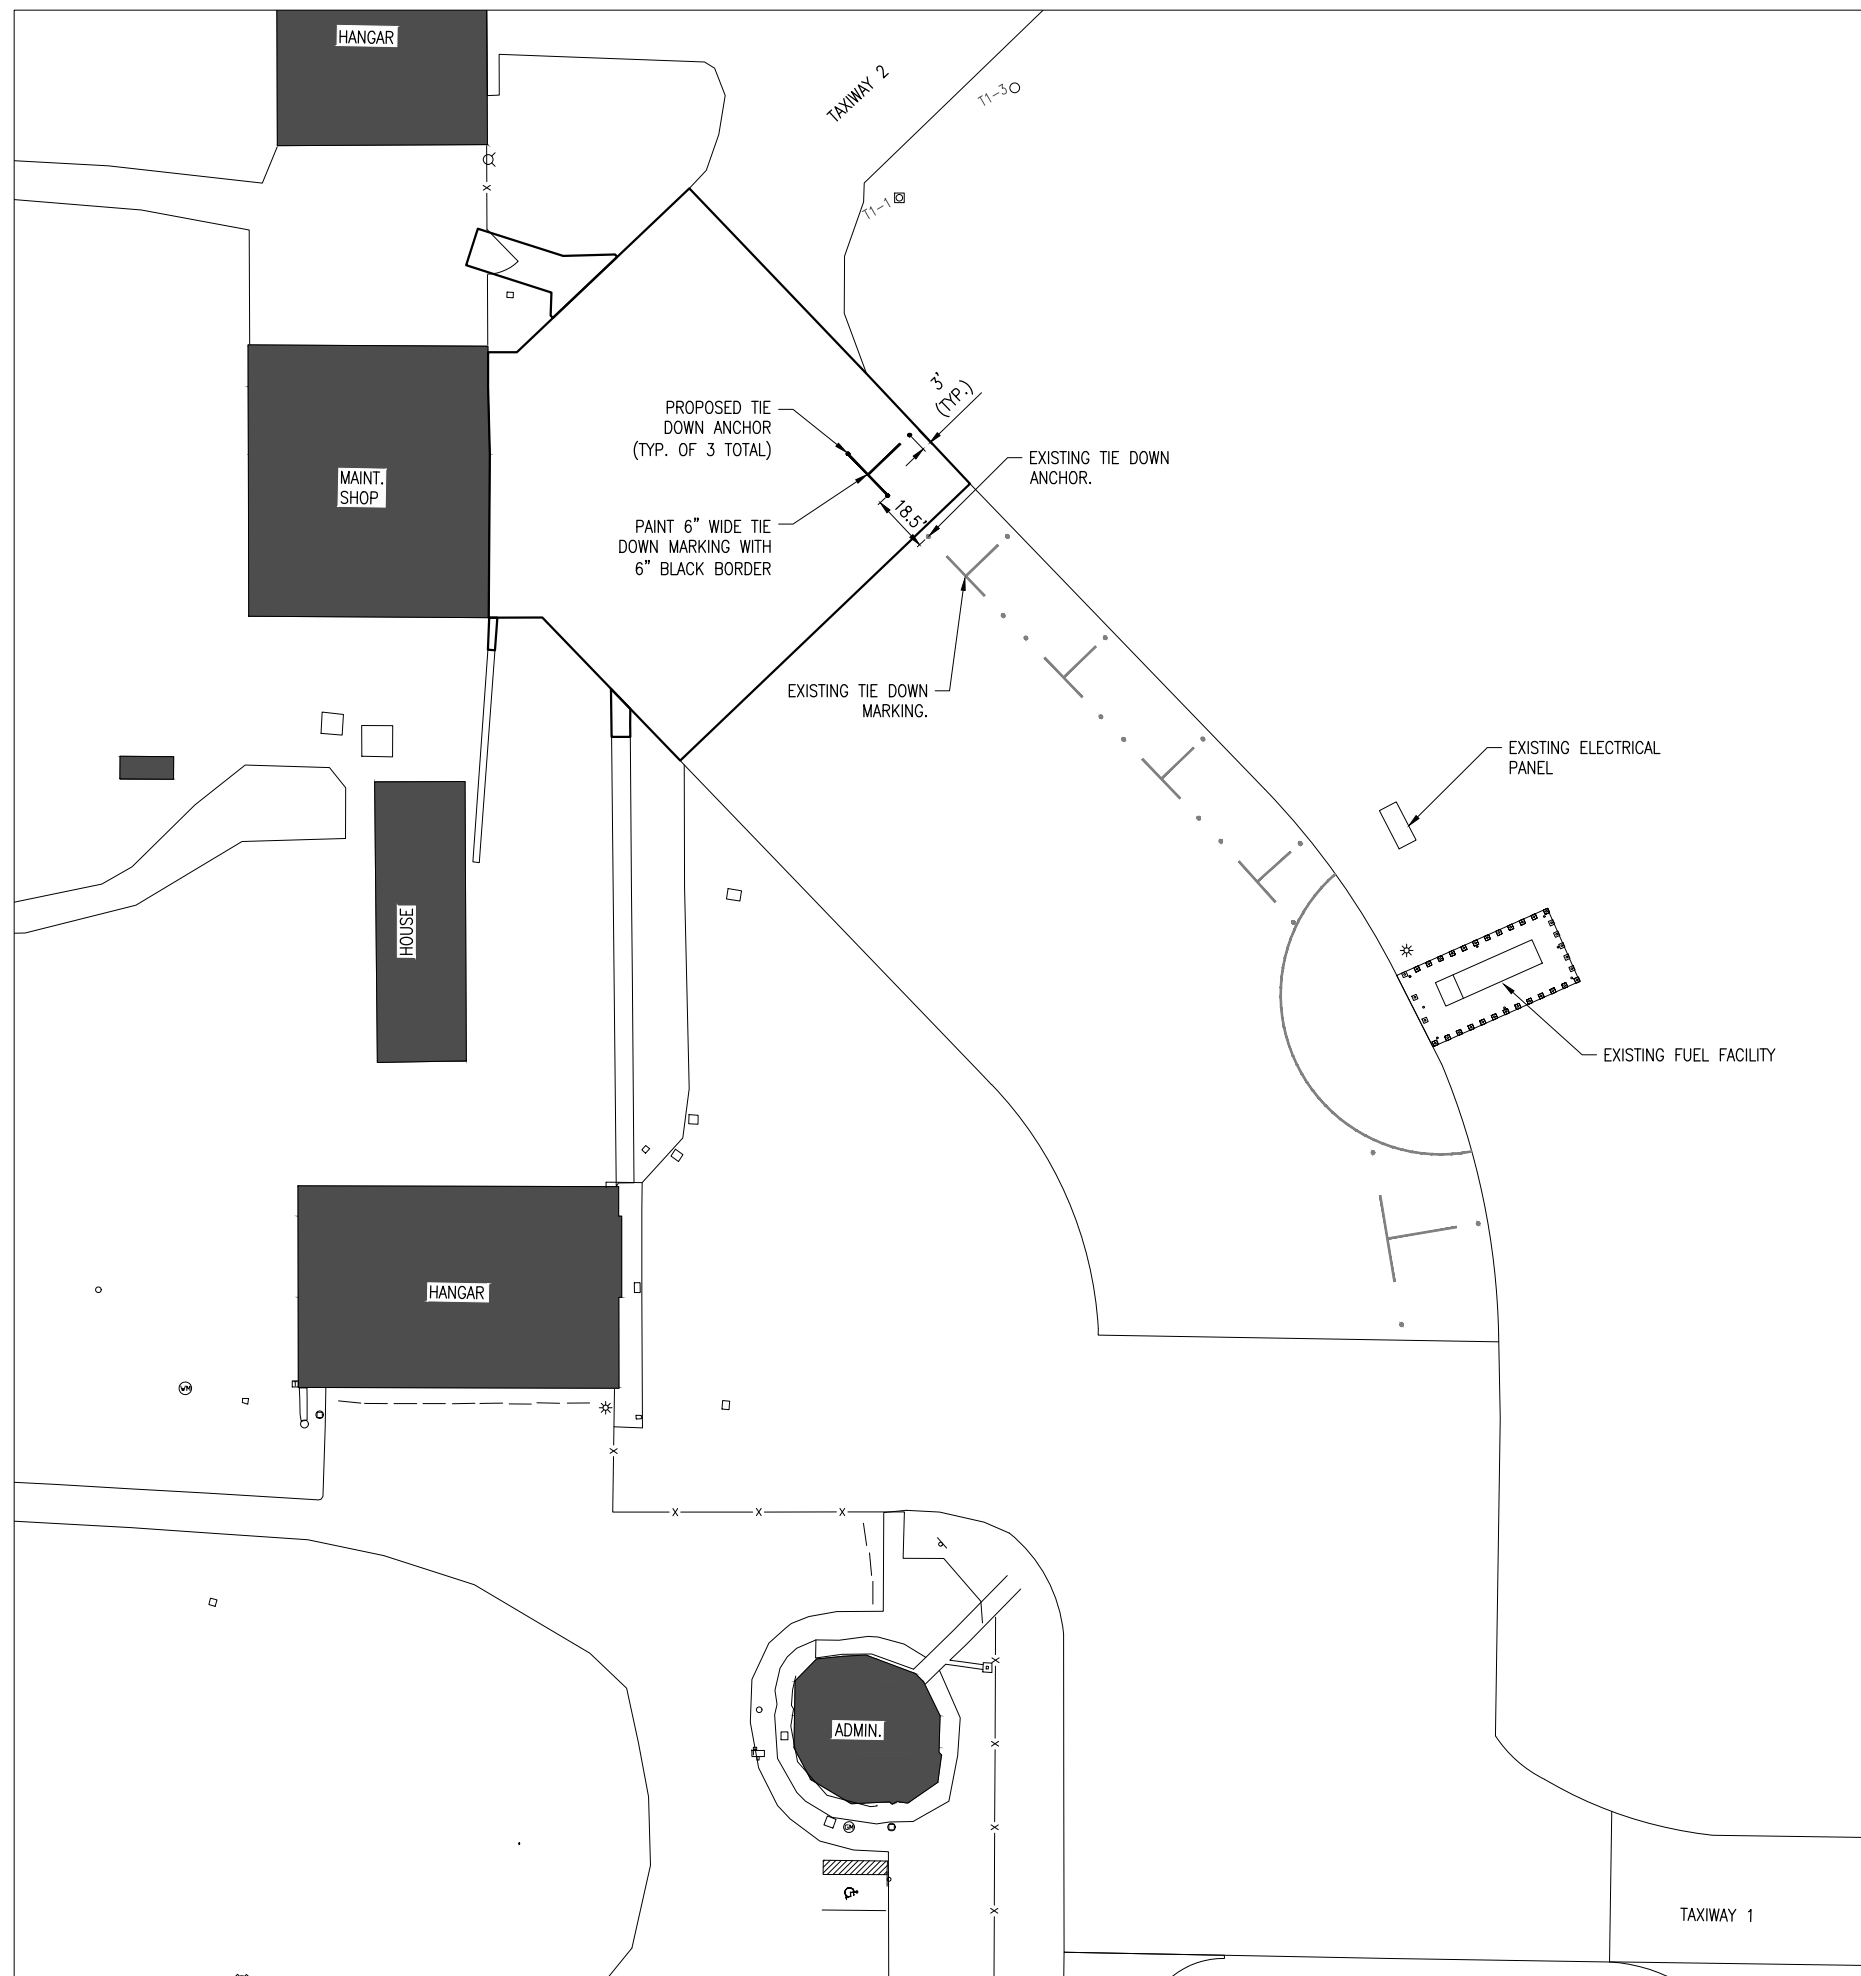 HANGAR
TAXIWAY 2
T1-3
T1-1
3'
(TYP.)
PROPOSED TIE
DOWN ANCHOR
(TYP. OF 3 TOTAL)
EXISTING TIE DOWN
ANCHOR.
MAINT.
SHOP
18.5'
PAINT 6" WIDE TIE
DOWN MARKING WITH
6" BLACK BORDER
EXISTING TIE DOWN
MARKING.
EXISTING ELECTRICAL
PANEL
HOUSE
EXISTING FUEL FACILITY
HANGAR
WM
ADMIN.
GM
TAXIWAY 1